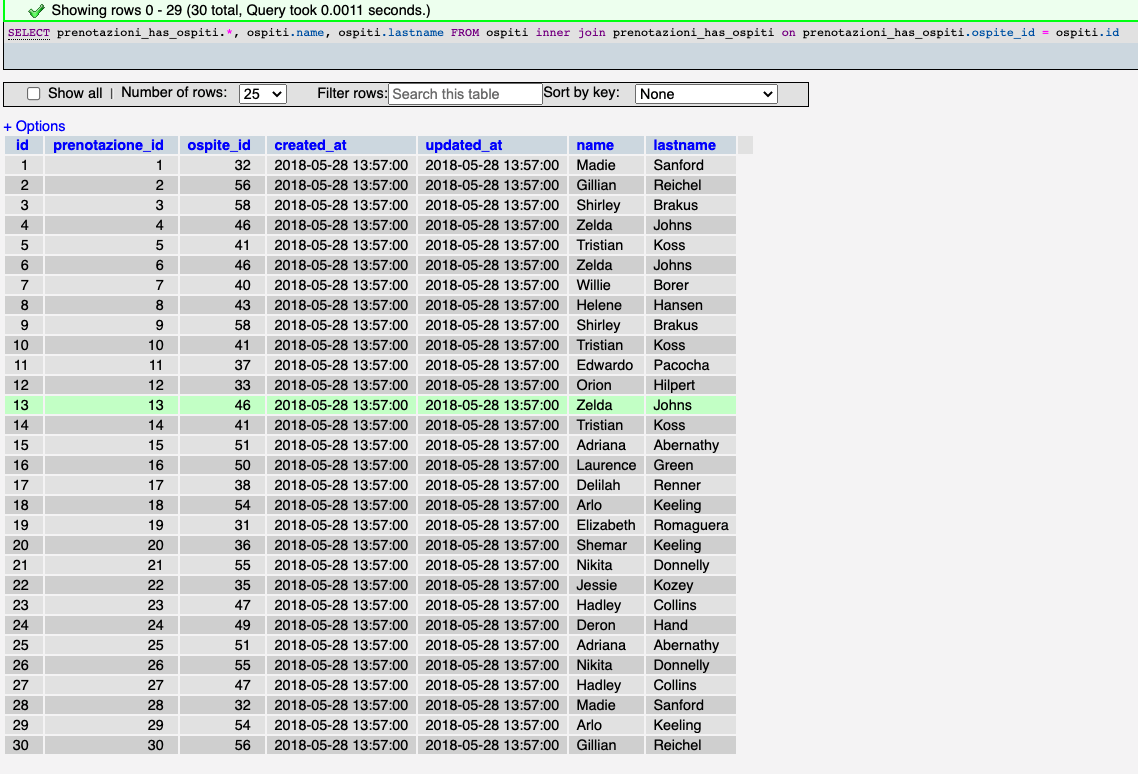 Showing rows 0 - 29 (30 total, Query took 0.0011 seconds.)
SELECT prenotazioni_has_ospiti.*, ospiti.name, ospiti.lastname FROM ospiti inner join prenotazioni_has_ospiti on prenotazioni_has_ospiti.ospite_id = ospiti.id
Show all | Number of rows: 25 Filter rows: Search this table Sort by key: None
+ Options
id prenotazione_id ospite_id created_at updated_at name lastname
1 1 32 2018-05-28 13:57:00 2018-05-28 13:57:00 Madie Sanford
2 2 56 2018-05-28 13:57:00 2018-05-28 13:57:00 Gillian Reichel
3 3 58 2018-05-28 13:57:00 2018-05-28 13:57:00 Shirley Brakus
4 4 46 2018-05-28 13:57:00 2018-05-28 13:57:00 Zelda Johns
5 5 41 2018-05-28 13:57:00 2018-05-28 13:57:00 Tristian Koss
6 6 46 2018-05-28 13:57:00 2018-05-28 13:57:00 Zelda Johns
7 7 40 2018-05-28 13:57:00 2018-05-28 13:57:00 Willie Borer
8 8 43 2018-05-28 13:57:00 2018-05-28 13:57:00 Helene Hansen
9 9 58 2018-05-28 13:57:00 2018-05-28 13:57:00 Shirley Brakus
10 10 41 2018-05-28 13:57:00 2018-05-28 13:57:00 Tristian Koss
11 11 37 2018-05-28 13:57:00 2018-05-28 13:57:00 Edwardo Pacocha
12 12 33 2018-05-28 13:57:00 2018-05-28 13:57:00 Orion Hilpert
13 13 46 2018-05-28 13:57:00 2018-05-28 13:57:00 Zelda Johns
14 14 41 2018-05-28 13:57:00 2018-05-28 13:57:00 Tristian Koss
15 15 51 2018-05-28 13:57:00 2018-05-28 13:57:00 Adriana Abernathy
16 16 50 2018-05-28 13:57:00 2018-05-28 13:57:00 Laurence Green
17 17 38 2018-05-28 13:57:00 2018-05-28 13:57:00 Delilah Renner
18 18 54 2018-05-28 13:57:00 2018-05-28 13:57:00 Arlo Keeling
19 19 31 2018-05-28 13:57:00 2018-05-28 13:57:00 Elizabeth Romaguera
20 20 36 2018-05-28 13:57:00 2018-05-28 13:57:00 Shemar Keeling
21 21 55 2018-05-28 13:57:00 2018-05-28 13:57:00 Nikita Donnelly
22 22 35 2018-05-28 13:57:00 2018-05-28 13:57:00 Jessie Kozey
23 23 47 2018-05-28 13:57:00 2018-05-28 13:57:00 Hadley Collins
24 24 49 2018-05-28 13:57:00 2018-05-28 13:57:00 Deron Hand
25 25 51 2018-05-28 13:57:00 2018-05-28 13:57:00 Adriana Abernathy
26 26 55 2018-05-28 13:57:00 2018-05-28 13:57:00 Nikita Donnelly
27 27 47 2018-05-28 13:57:00 2018-05-28 13:57:00 Hadley Collins
28 28 32 2018-05-28 13:57:00 2018-05-28 13:57:00 Madie Sanford
29 29 54 2018-05-28 13:57:00 2018-05-28 13:57:00 Arlo Keeling
30 30 56 2018-05-28 13:57:00 2018-05-28 13:57:00 Gillian Reichel